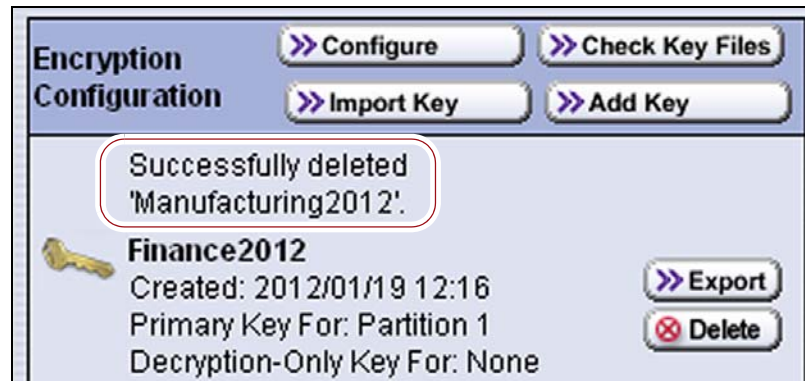 Encryption
Configuration
>> Configure
>> Check Key Files
>> Import Key
>> Add Key
Successfully deleted
'Manufacturing2012'.
Finance2012
Created: 2012/01/19 12:16
Primary Key For: Partition 1
Decryption-Only Key For: None
>> Export
Delete